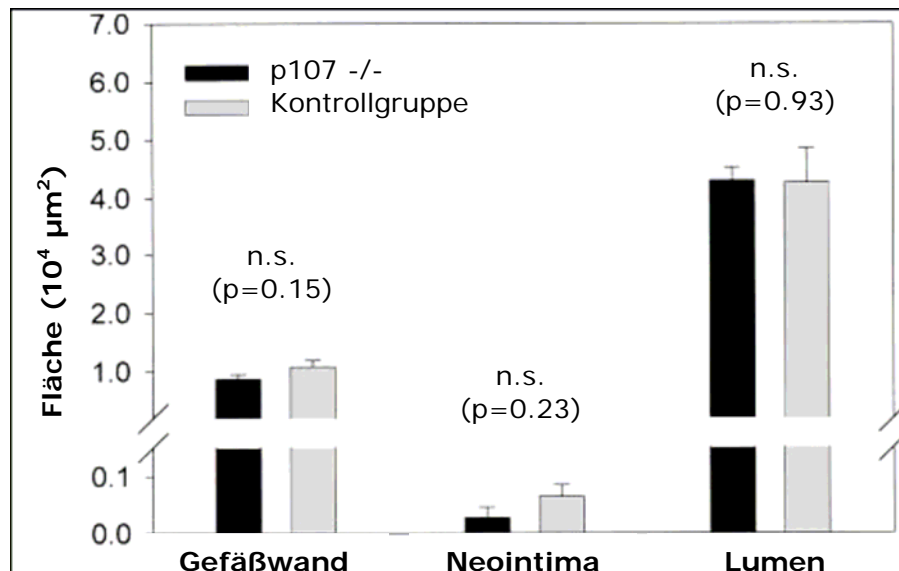 7.0
6.0
5.0
4.0
3.0
2.0
1.0
0.1
0.0
Fläche (10⁴ µm²)
p107 -/-
Kontrollgruppe
n.s.
(p=0.15)
n.s.
(p=0.23)
n.s.
(p=0.93)
Gefäßwand Neointima Lumen